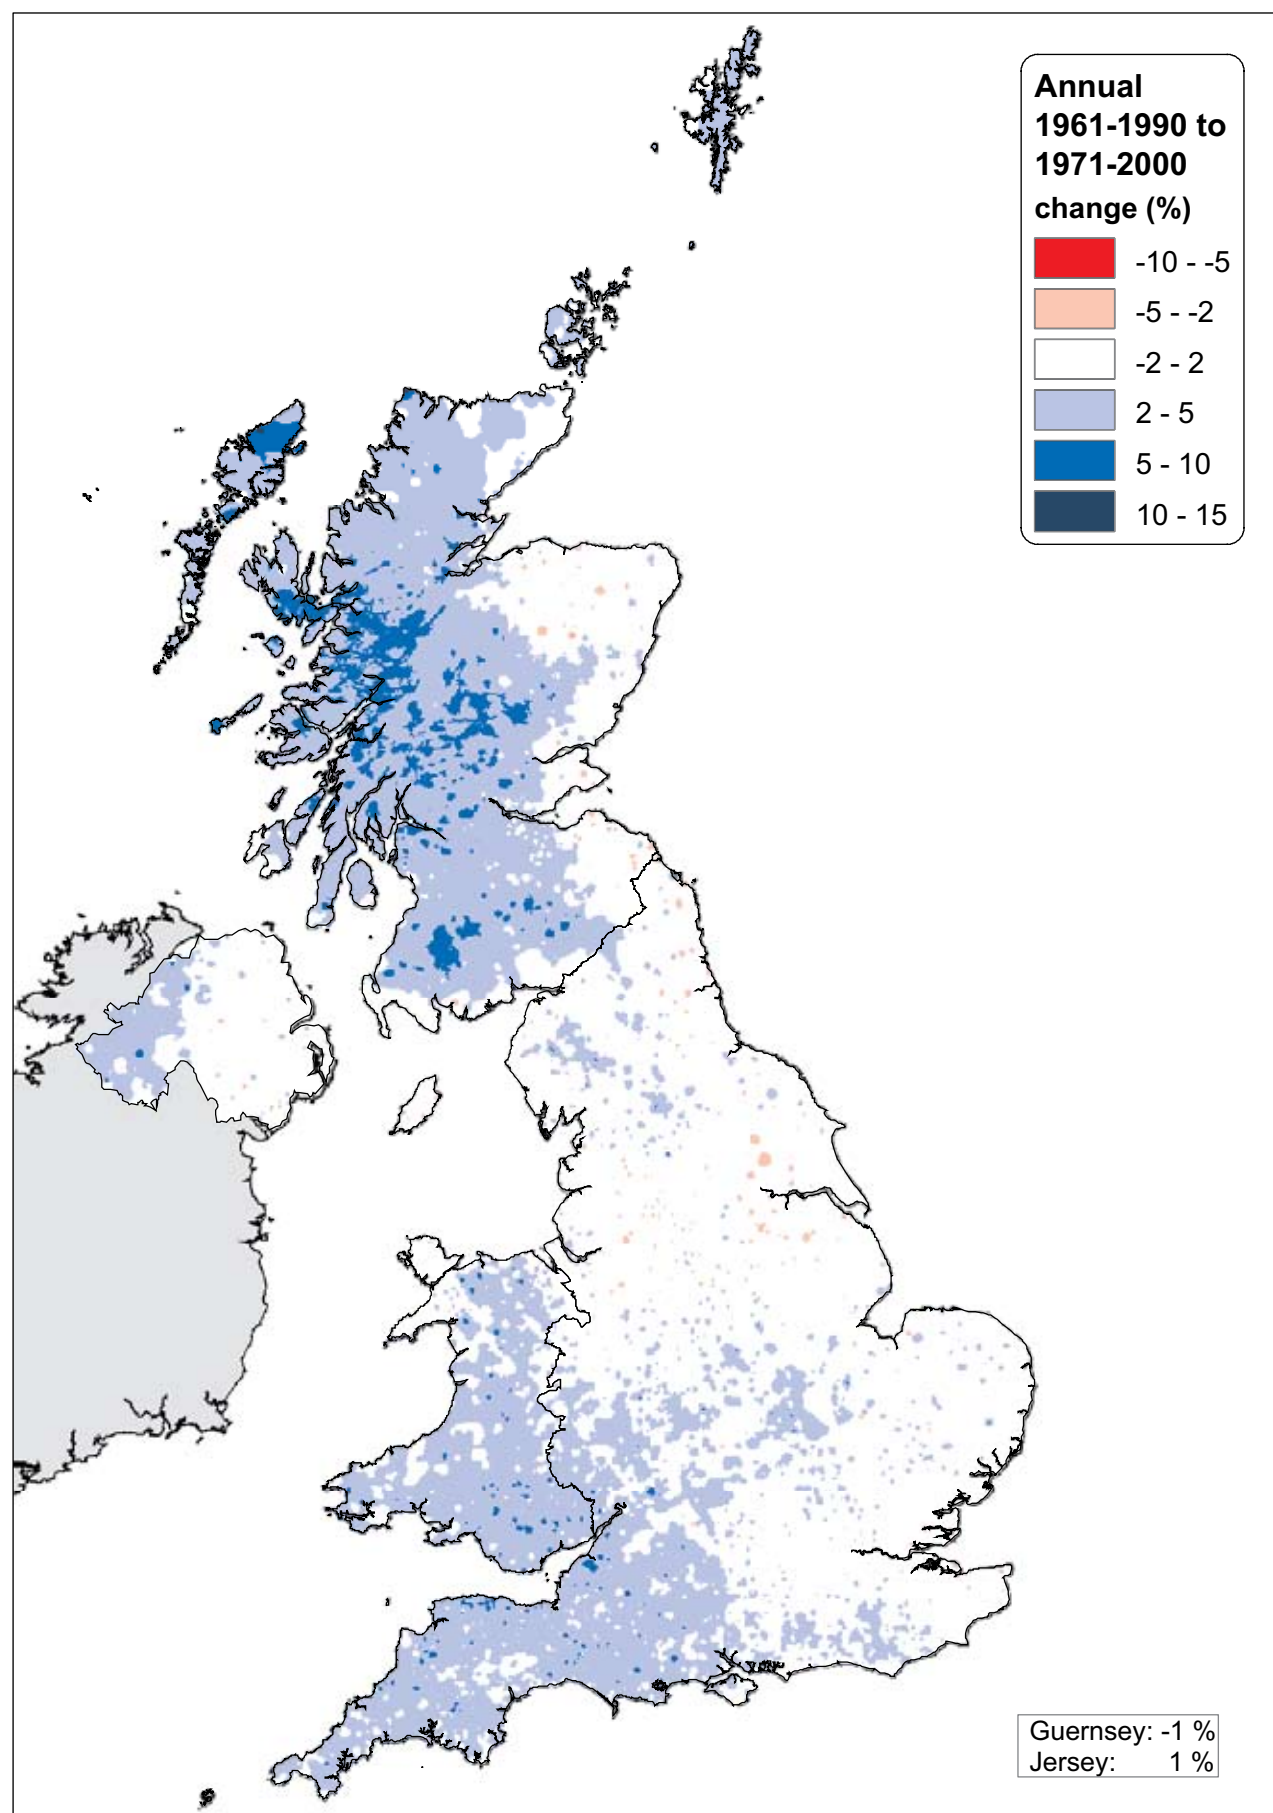 Annual
1961-1990 to
1971-2000
change (%)
-10 - -5
-5 - -2
-2 - 2
2 - 5
5 - 10
10 - 15
Guernsey: -1 %
Jersey: 1 %